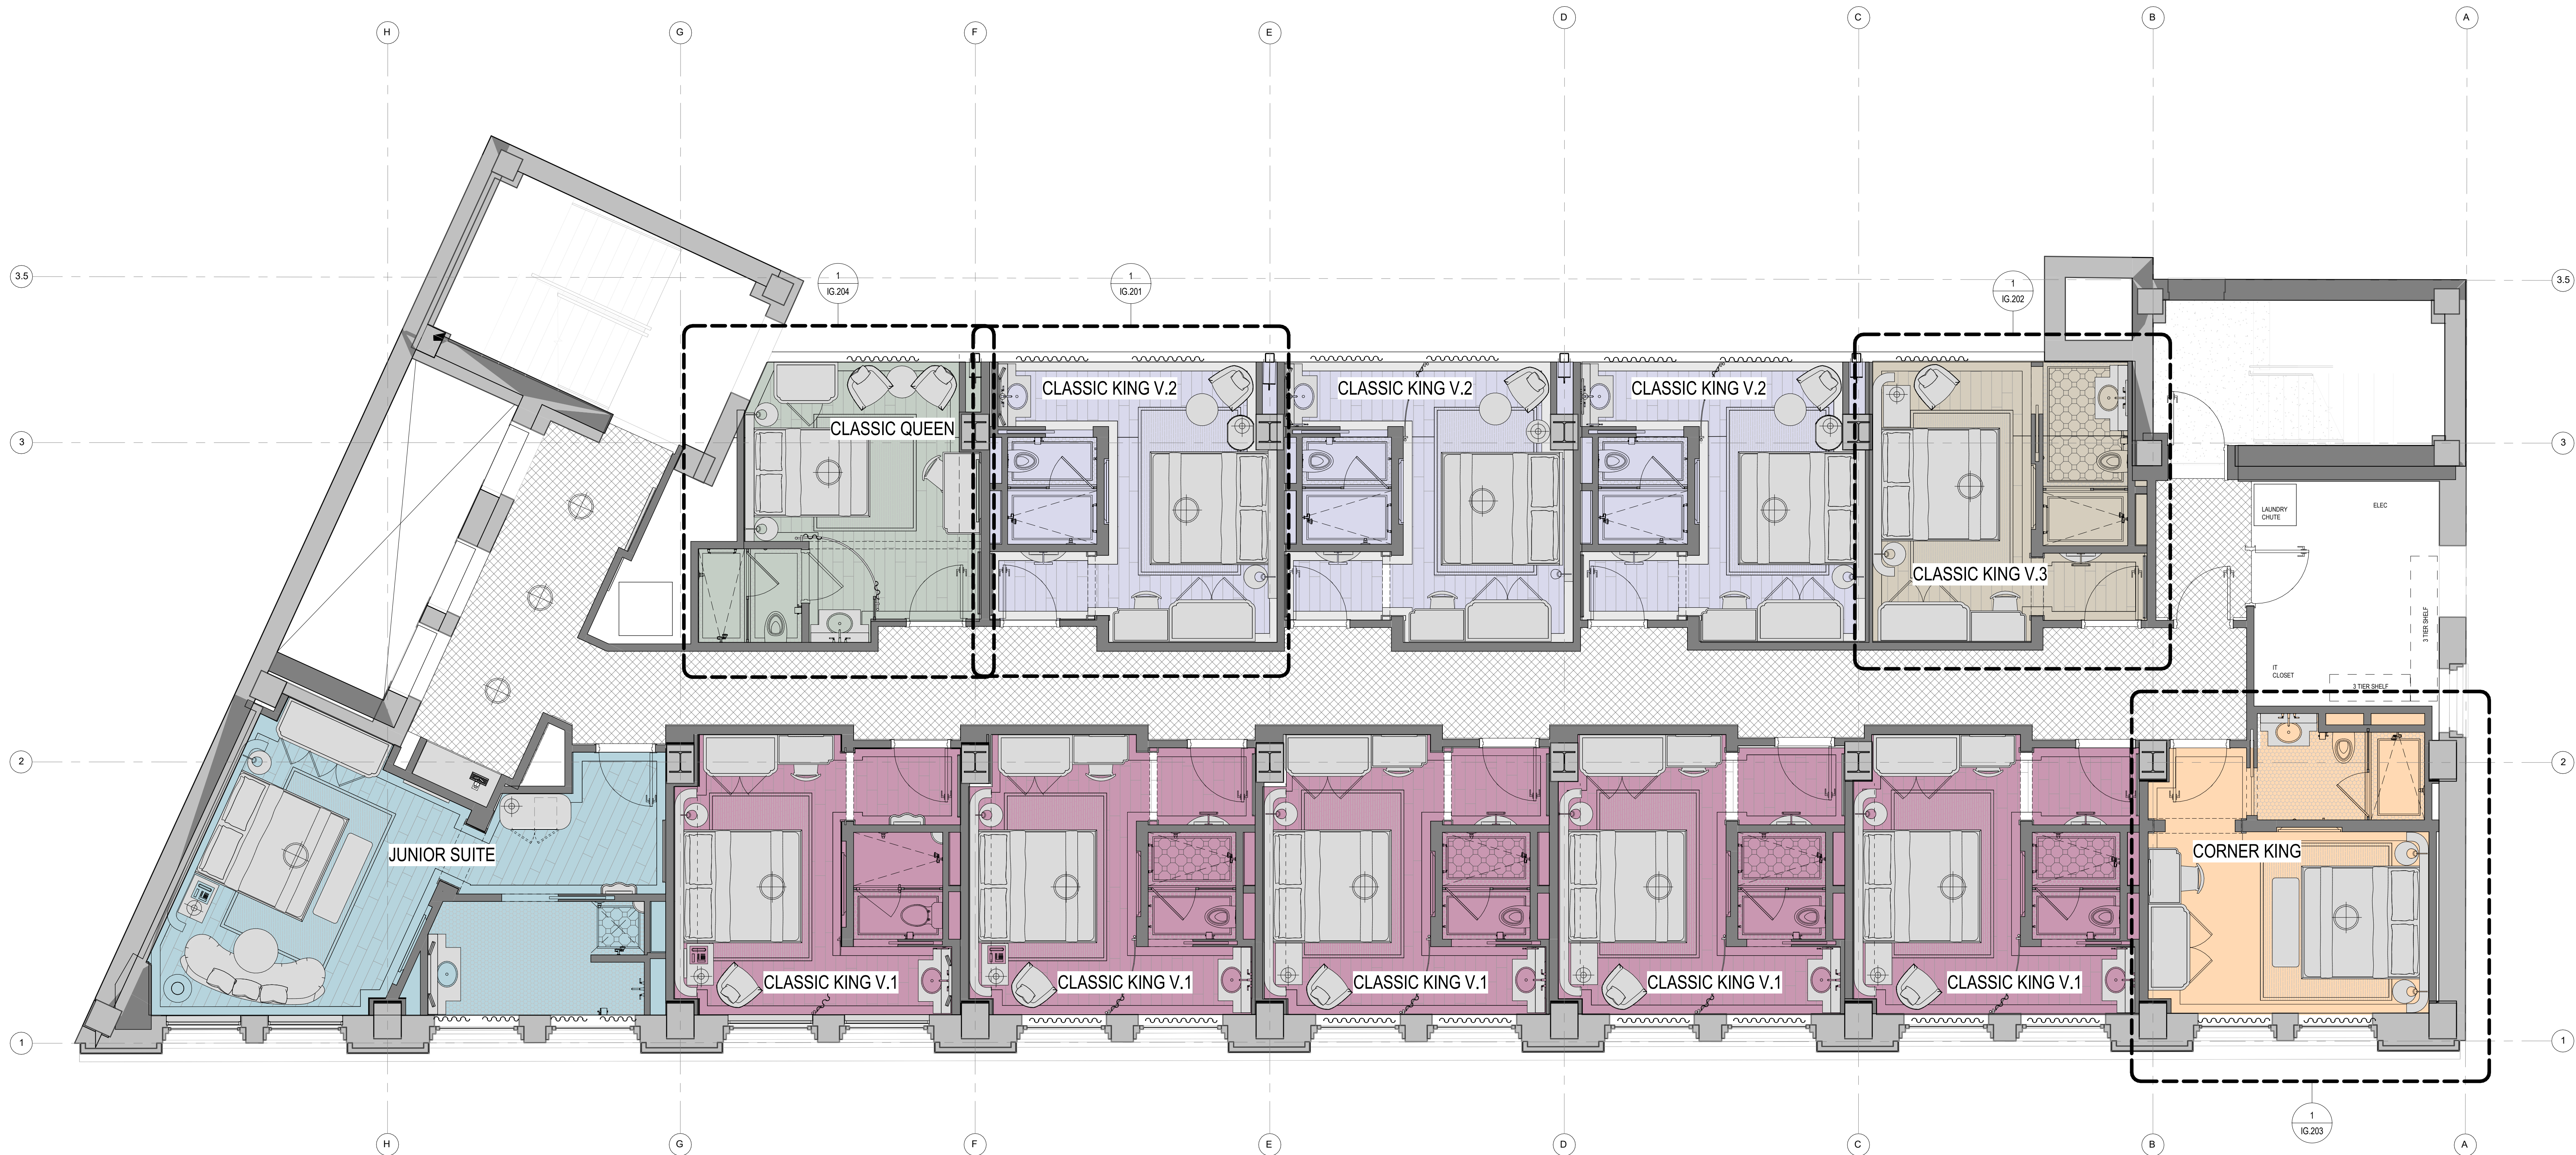 D
C
B
A
H
G
F
E
3.5
3.5
1
IG.204
1
IG.201
1
IG.202
CLASSIC KING V.2
CLASSIC KING V.2
CLASSIC KING V.2
CLASSIC QUEEN
3
3
LAUNDRY
CHUTE
ELEC
CLASSIC KING V.3
3 TIER SHELF
IT
CLOSET
3 TIER SHELF
2
2
JUNIOR SUITE
CORNER KING
CLASSIC KING V.1
CLASSIC KING V.1
CLASSIC KING V.1
CLASSIC KING V.1
CLASSIC KING V.1
1
1
1
IG.203
H
G
F
E
D
C
B
A